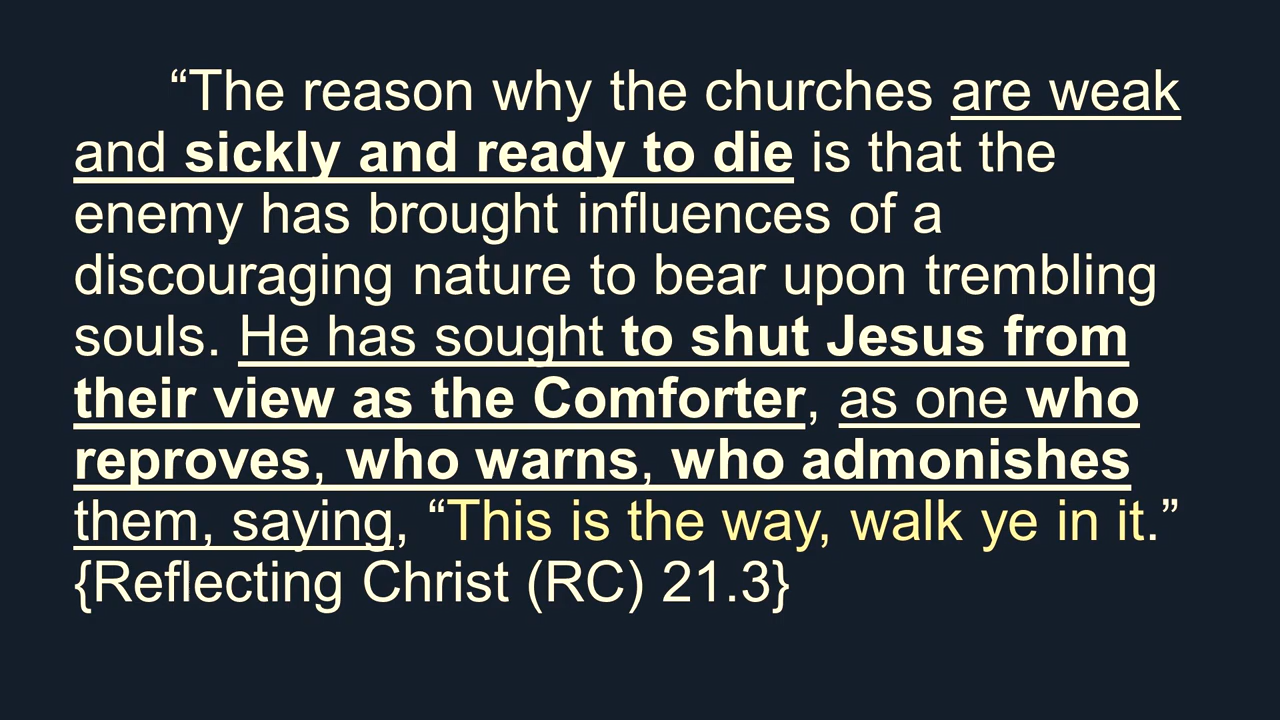 “The reason why the churches are weak
and sickly and ready to die is that the
enemy has brought influences of a
discouraging nature to bear upon trembling
souls. He has sought to shut Jesus from
their view as the Comforter, as one who
reproves, who warns, who admonishes
them, saying, “This is the way, walk ye in it.”
{Reflecting Christ (RC) 21.3}